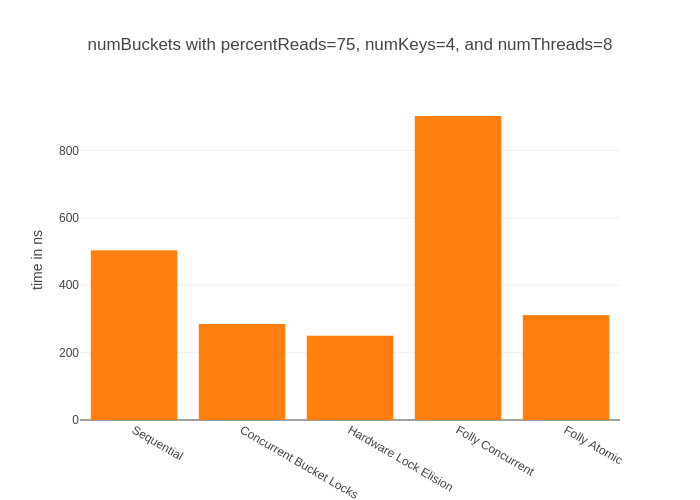 numBuckets with percentReads=75, numKeys=4, and numThreads=8
time in ns
800
600
400
200
0
Sequential
Concurrent Bucket Locks
Hardware Lock Elision
Folly Concurrent
Folly Atomic